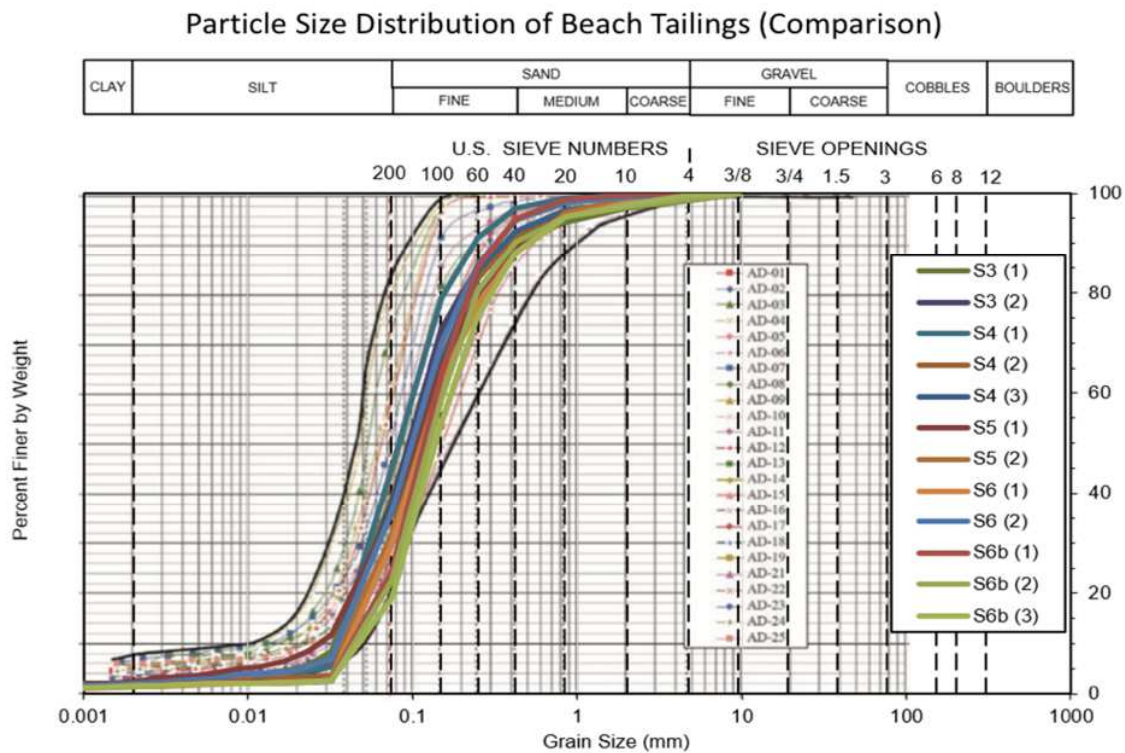 Particle Size Distribution of Beach Tailings (Comparison)
CLAY
SILT
SAND
GRAVEL
COBBLES
BOULDERS
FINE
MEDIUM
COARSE
FINE
COARSE
U.S. SIEVE NUMBERS
SIEVE OPENINGS
200 100 60 40 20 10 4 3/8 3/4 1.5 3 6 8 12
100
80
60
40
20
0
Percent Finer by Weight
AD-01
AD-02
AD-03
AD-04
AD-05
AD-06
AD-07
AD-08
AD-09
AD-10
AD-11
AD-12
AD-13
AD-14
AD-15
AD-16
AD-17
AD-18
AD-19
AD-21
AD-22
AD-23
AD-24
AD-25
S3 (1)
S3 (2)
S4 (1)
S4 (2)
S4 (3)
S5 (1)
S5 (2)
S6 (1)
S6 (2)
S6b (1)
S6b (2)
S6b (3)
0.001 0.01 0.1 1 10 100 1000
Grain Size (mm)